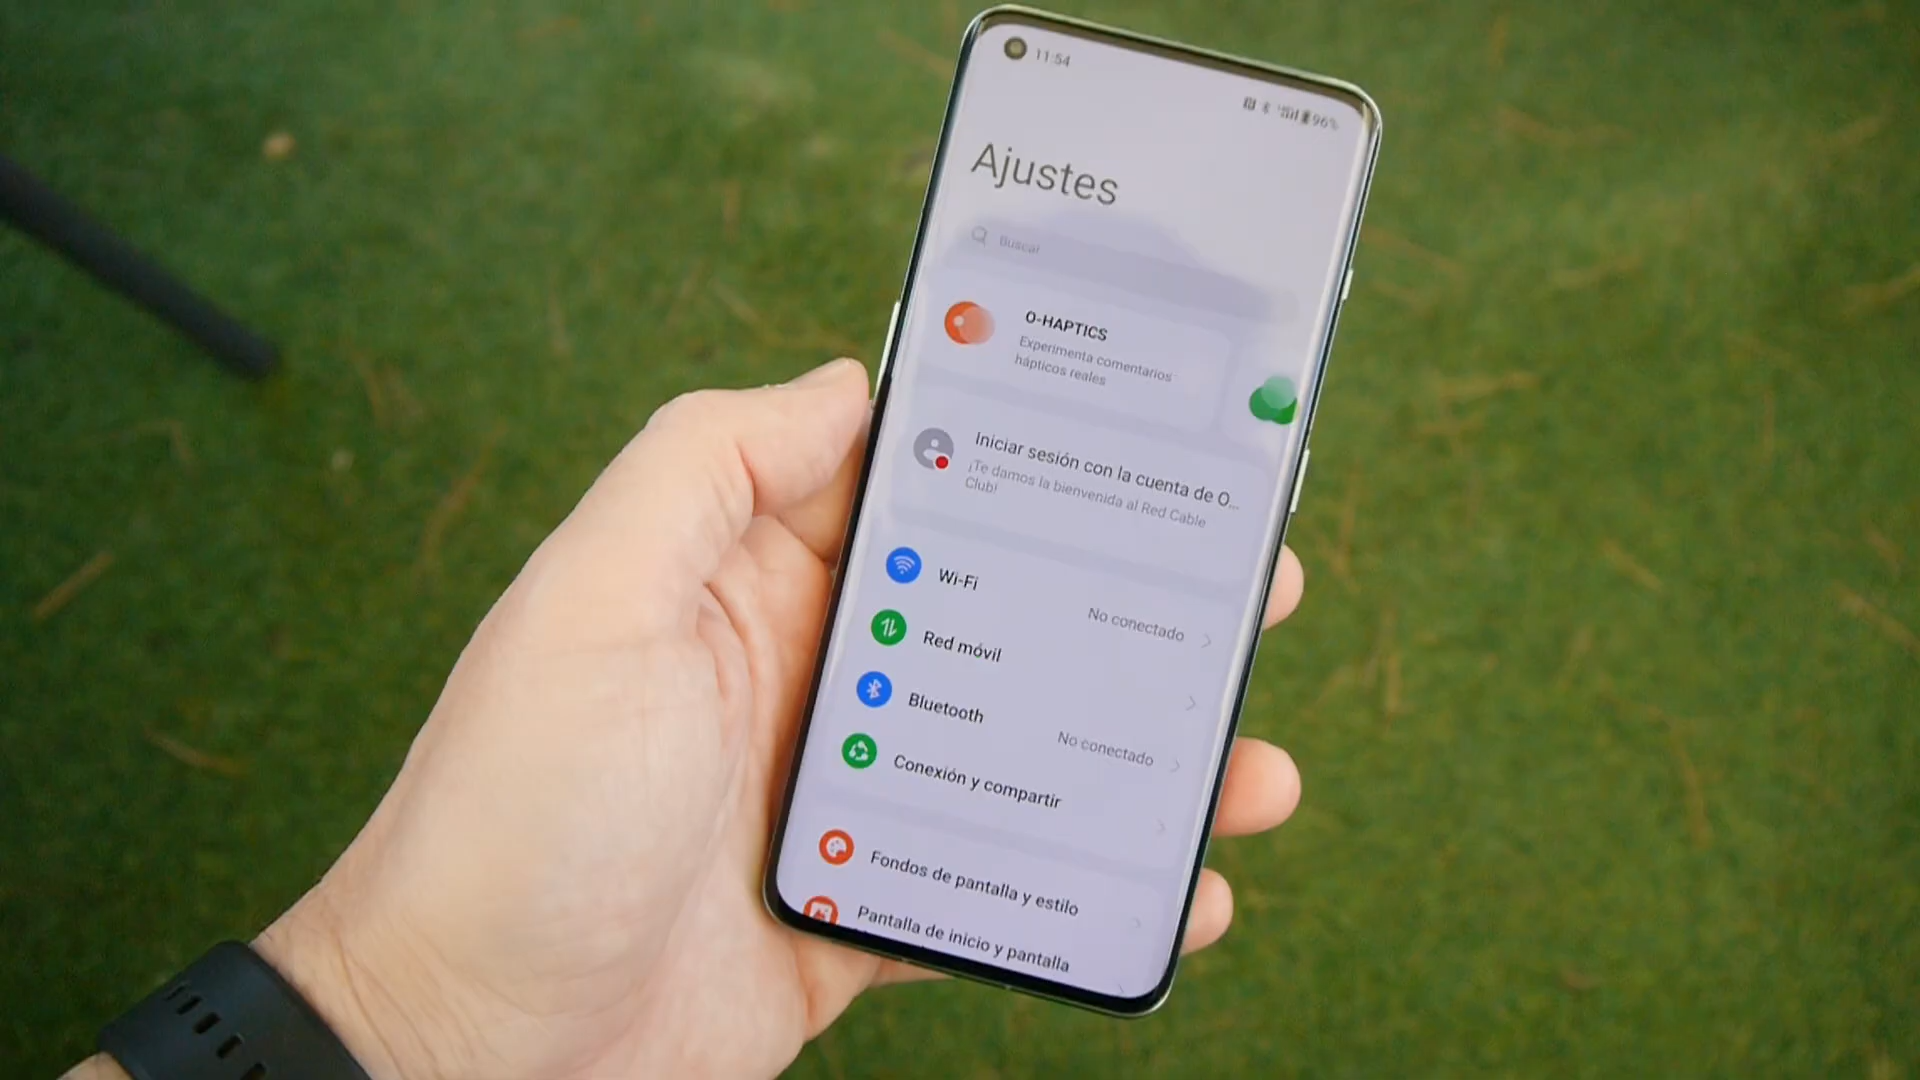 11:54
96%
Ajustes
Buscar
O-HAPTICS
Experimenta comentarios
hápticos reales
Iniciar sesión con la cuenta de O...
¡Te damos la bienvenida al Red Cable
Club!
Wi-Fi
No conectado
Red móvil
Bluetooth
No conectado
Conexión y compartir
Fondos de pantalla y estilo
Pantalla de inicio y pantalla